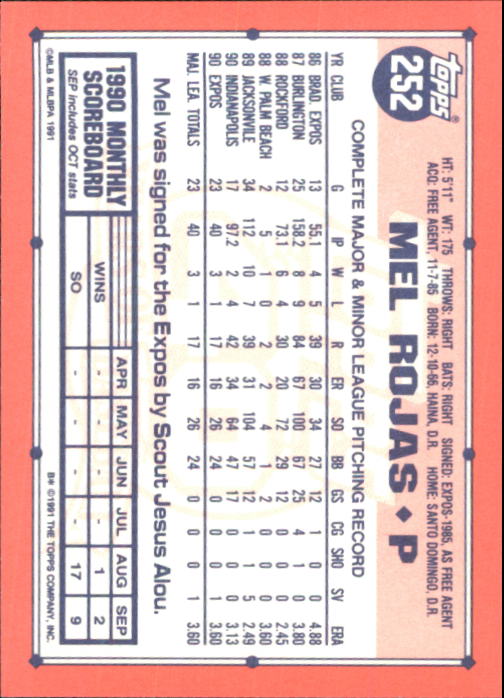 topps®
252
HT: 5'11" WT: 175 THROWS: RIGHT BATS: RIGHT SIGNED: EXPOS-1985, AS FREE AGENT
ACQ: FREE AGENT, 11-7-85 BORN: 12-10-66, HAINA, D.R. HOME: SANTO DOMINGO, D.R.
MEL ROJAS ♦ P
COMPLETE MAJOR & MINOR LEAGUE PITCHING RECORD
YR CLUB G IP W L R ER SO BB GS CG SHO SV ERA
86 BRAD. EXPOS 13 55.1 4 5 39 30 34 27 12 1 0 0 4.88
87 BURLINGTON 25 158.2 8 9 84 67 100 67 25 4 1 0 3.80
88 ROCKFORD 12 73.1 6 4 30 20 72 29 12 3 0 0 2.45
88 W. PALM BEACH 2 5 1 0 2 2 4 1 2 0 0 0 3.60
89 JACKSONVILE 34 112 10 7 39 31 104 57 12 1 1 5 2.49
90 INDIANAPOLIS 17 97.2 2 4 42 34 64 47 17 0 0 0 3.13
90 EXPOS 23 40 3 1 17 16 26 24 0 0 0 1 3.60
MAJ. LEA. TOTALS 23 40 3 1 17 16 26 24 0 0 0 1 3.60
Mel was signed for the Expos by Scout Jesus Alou.
1990 MONTHLY SCOREBOARD
SEP includes OCT stats
APR MAY JUN JUL AUG SEP
WINS - - - - 1 2
SO - - - - 17 9
©MLB & MLBPA 1991
B* ©1991 THE TOPPS COMPANY, INC.